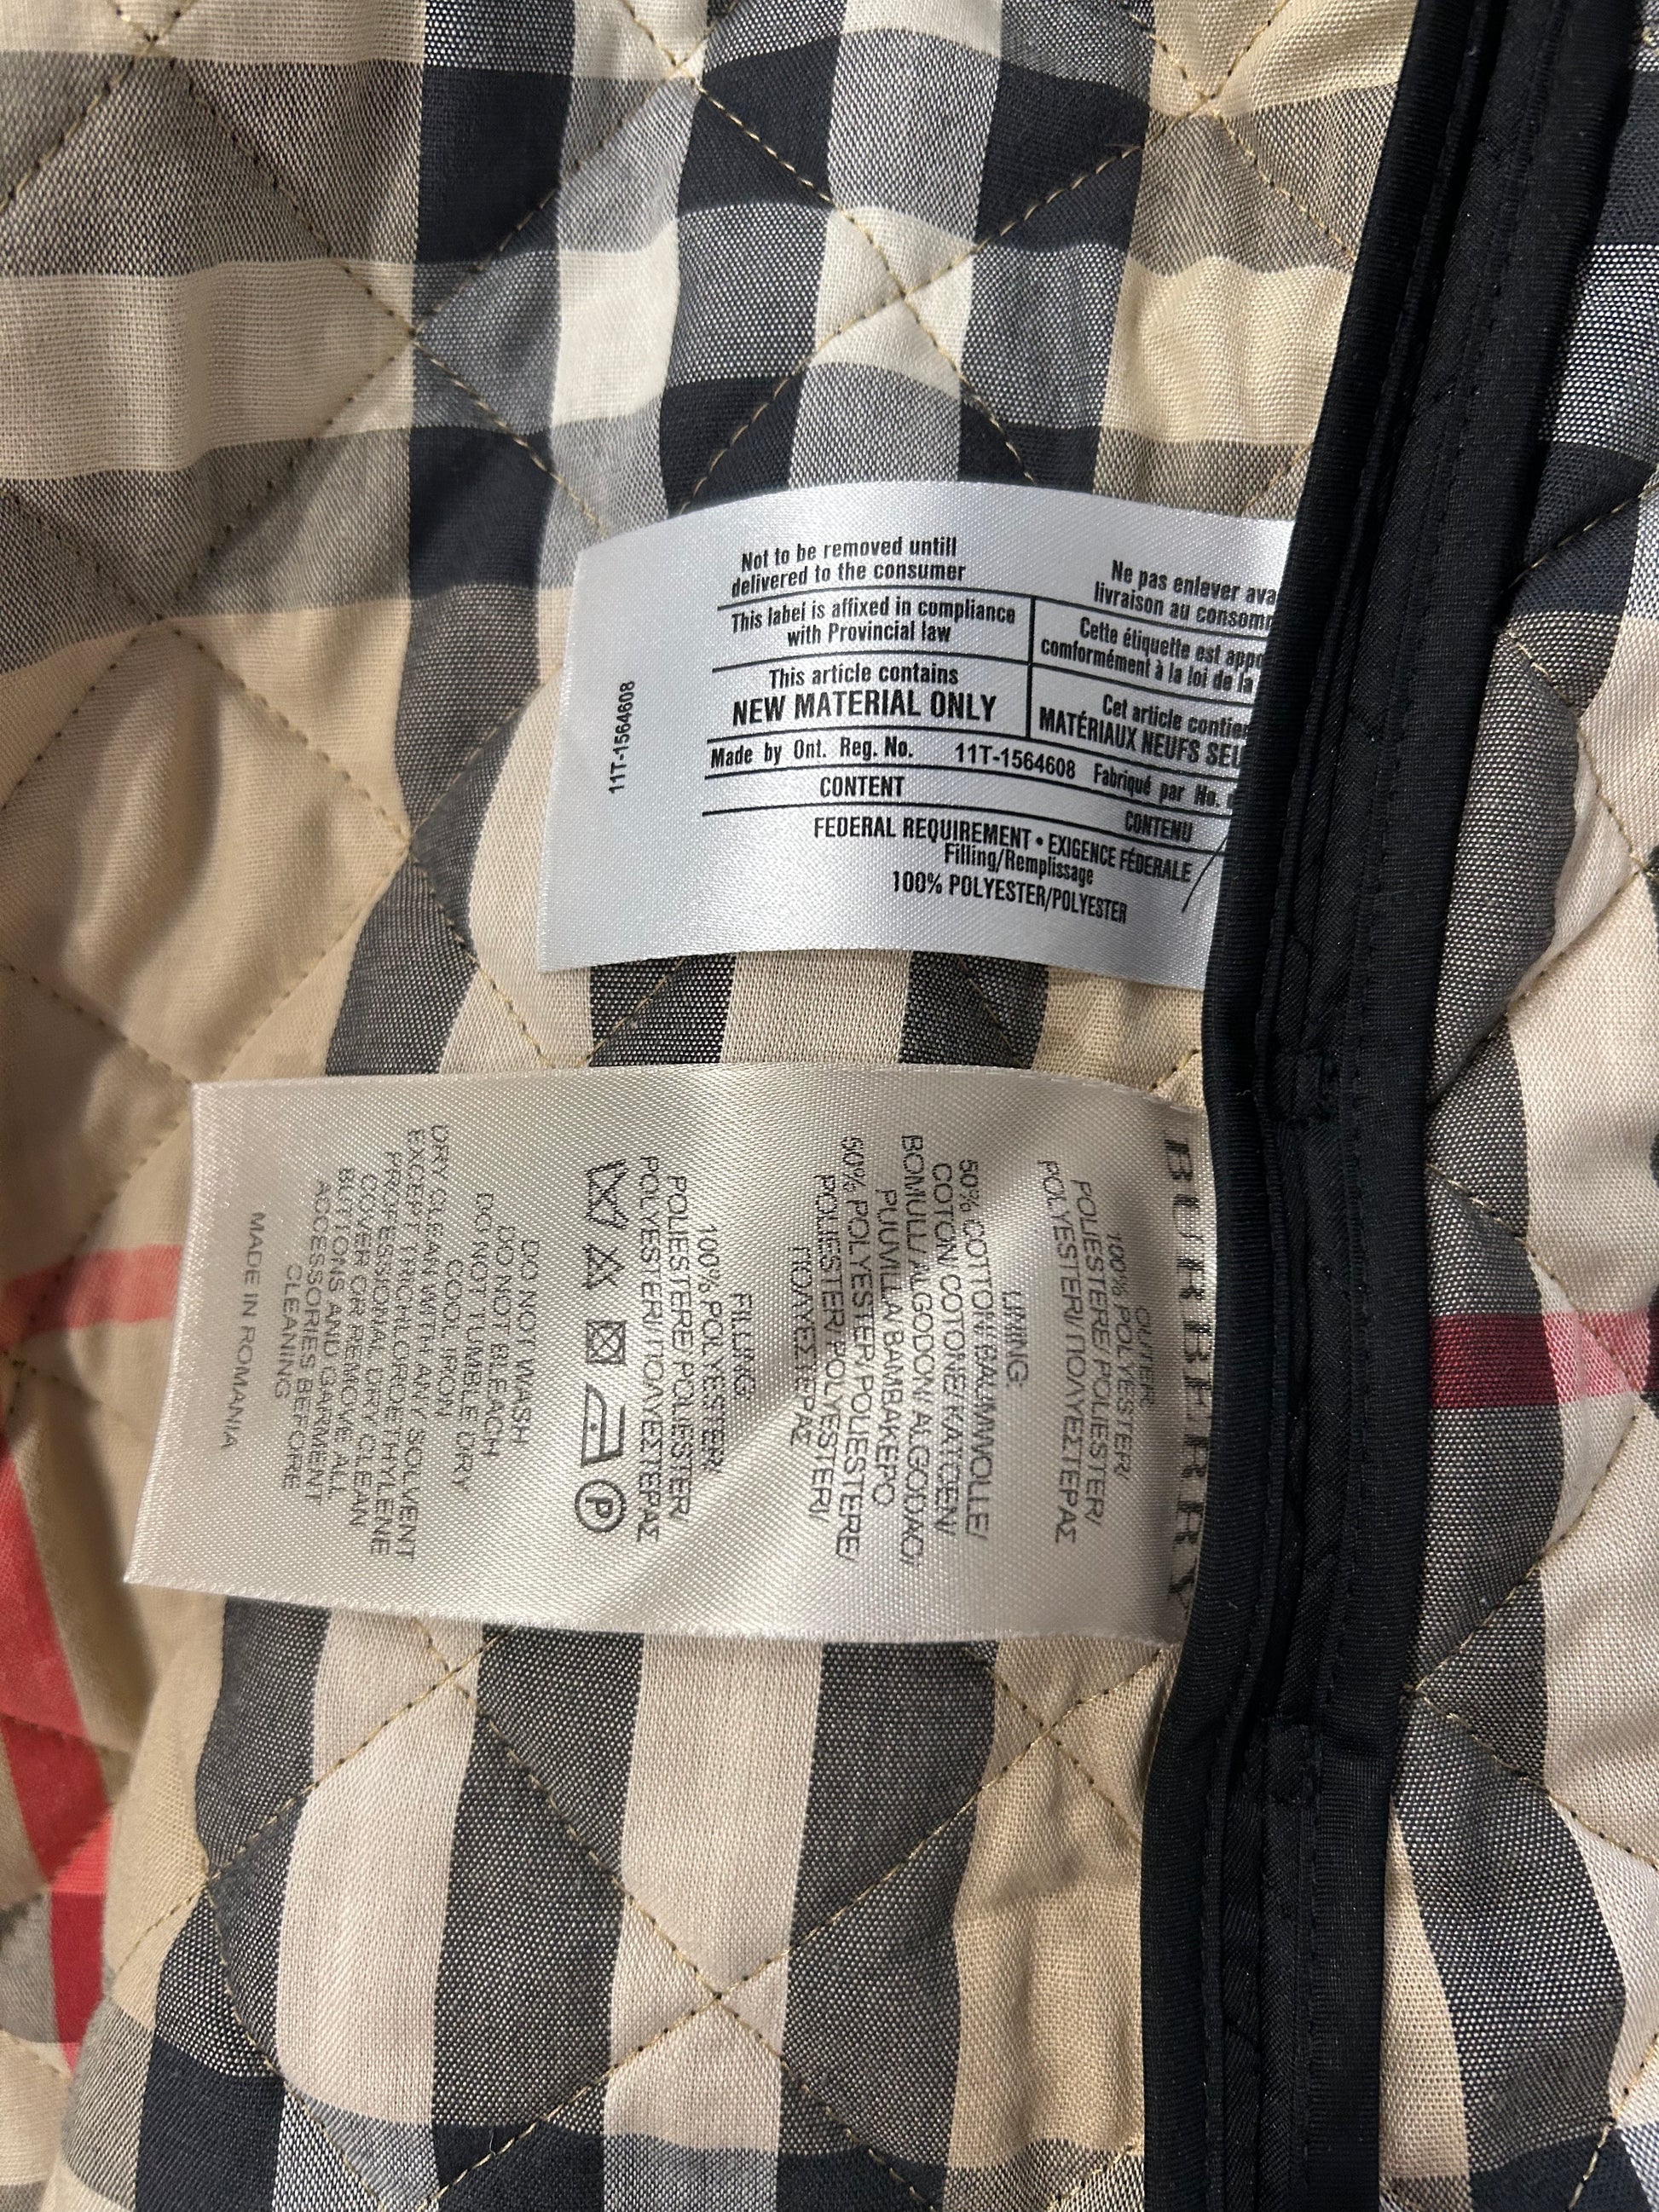 Not to be removed untill
delivered to the consumer
This label is affixed in compliance
with Provincial law
This article contains
NEW MATERIAL ONLY
Ne pas enlever ava
livraison au consomm
Cette étiquette est appo
comformément à la loi de la
Cet article contien
MATÉRIAUX NEUFS SEU
Made by Ont. Reg. No. 11T-1564608 Fabriqué par No.
CONTENT CONTENU
FEDERAL REQUIREMENT • EXIGENCE FÉDERALE
Filling/Remplissage
100% POLYESTER/POLYESTER
11T-1564608
BURBERRY
OUTER:
100% POLYESTER/
POLIESTERE/ POLIESTER/
POLYESTERI/ ΠΟΛΥΕΣΤΕΡΑΣ
LINING:
50% COTTON/ BAUMWOLLE/
COTON/ COTONE/ KATOEN/
BOMULL/ ALGODON/ ALGODAO/
PUUVILLA/ BAMBAKEPO
50% POLYESTER/ POLIESTERE/
POLIESTER/ POLYESTERI/
ΠΟΛΥΕΣΤΕΡΑΣ
FILLING:
100% POLYESTER/
POLIESTERE/ POLIESTER/
POLYESTERI/ ΠΟΛΥΕΣΤΕΡΑΣ
P
DO NOT WASH
DO NOT BLEACH
DO NOT TUMBLE DRY
COOL IRON
DRY CLEAN WITH ANY SOLVENT
EXCEPT TRICHLOROETHYLENE
PROFESSIONAL DRY CLEAN
COVER OR REMOVE ALL
BUTTONS AND GARMENT
ACCESSORIES BEFORE
CLEANING
MADE IN ROMANIA